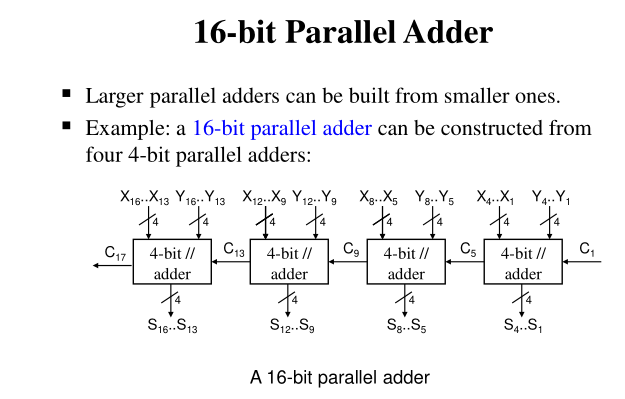 16-bit Parallel Adder
▪ Larger parallel adders can be built from smaller ones.
▪ Example: a 16-bit parallel adder can be constructed from
four 4-bit parallel adders:
X16..X13 Y16..Y13 X12..X9 Y12..Y9 X8..X5 Y8..Y5 X4..X1 Y4..Y1
4 4 4 4 4 4 4 4
C17 4-bit // C13 4-bit // C9 4-bit // C5 4-bit // C1
adder adder adder adder
4 4 4 4
S16..S13 S12..S9 S8..S5 S4..S1
A 16-bit parallel adder